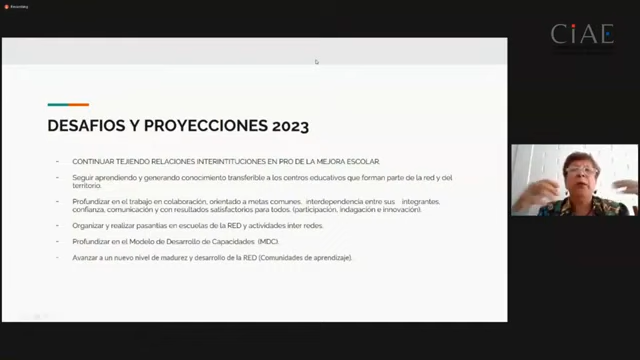 CiAE
DESAFIOS Y PROYECCIONES 2023
- CONTINUAR TEJIENDO RELACIONES INTERINTITUCIONES EN PRO DE LA MEJORA ESCOLAR.
- Seguir aprendiendo y generando conocimiento transferible a los centros educativos que forman parte de la red y del
territorio.
- Profundizar en el trabajo en colaboración, orientado a metas comunes, interdependencia entre sus integrantes,
confianza, comunicación y con resultados satisfactorios para todos. (participación, indagación e innovación)
- Organizar y realizar pasantías en escuelas de la RED y actividades inter redes.
- Profundizar en el Modelo de Desarrollo de Capacidades (MDC).
- Avanzar a un nuevo nivel de madurez y desarrollo de la RED (Comunidades de aprendizaje).